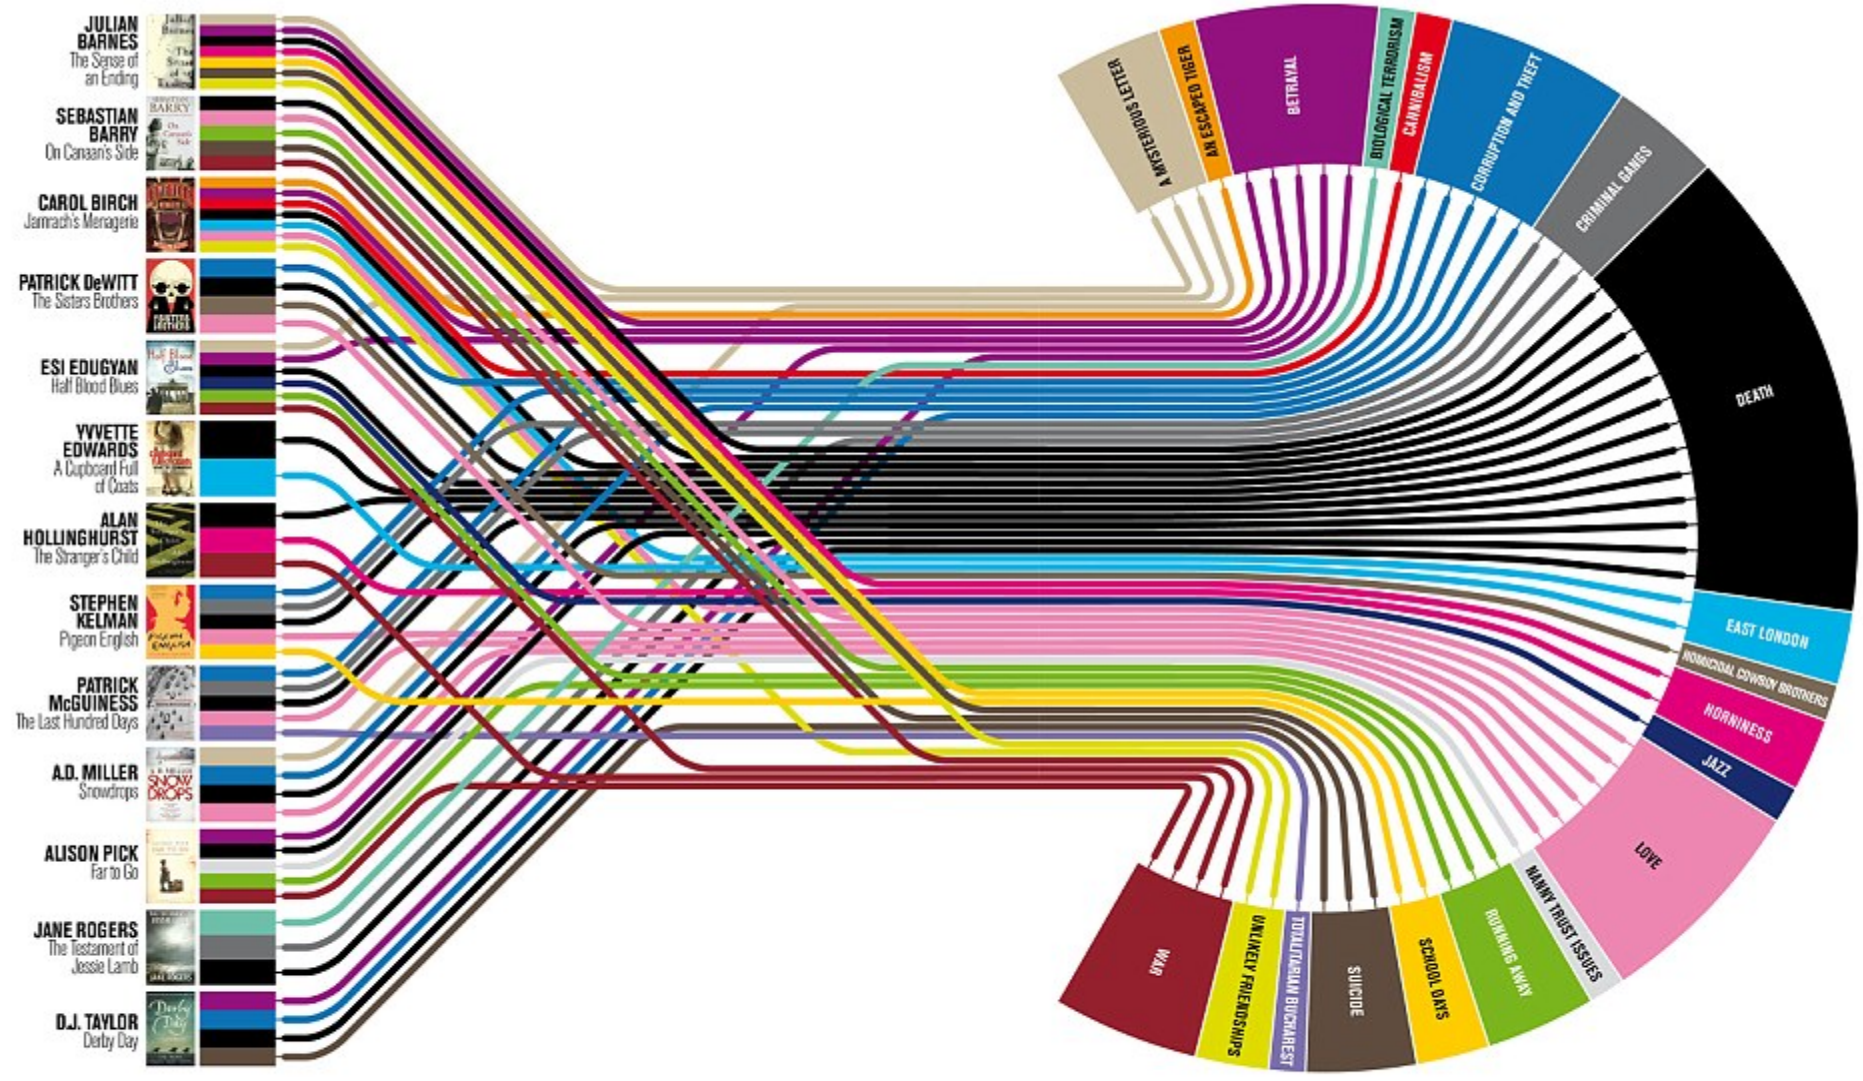 JULIAN
BARNES
The Sense of
an Ending
SEBASTIAN
BARRY
On Canaan's Side
CAROL BIRCH
Jamrach's Menagerie
PATRICK DeWITT
The Sisters Brothers
ESI EDUGYAN
Half Blood Blues
YVVETTE
EDWARDS
A Cupboard Full
of Coats
ALAN
HOLLINGHURST
The Stranger's Child
STEPHEN
KELMAN
Pigeon English
PATRICK
McGUINESS
The Last Hundred Days
A.D. MILLER
Snowdrops
ALISON PICK
Far to Go
JANE ROGERS
The Testament of
Jessie Lamb
D.J. TAYLOR
Derby Day
A MYSTERIOUS LETTER
AN ESCAPED TIGER
BETRAYAL
BIOLOGICAL TERRORISM
CANNIBALISM
CORRUPTION AND THEFT
CRIMINAL GANGS
DEATH
EAST LONDON
HOMICIDAL COWBOY BROTHERS
HORNINESS
JAZZ
LOVE
NANNY TRUST ISSUES
RUNNING AWAY
SCHOOL DAYS
SUICIDE
TOTALITARIAN BUCHAREST
UNLIKELY FRIENDSHIPS
WAR